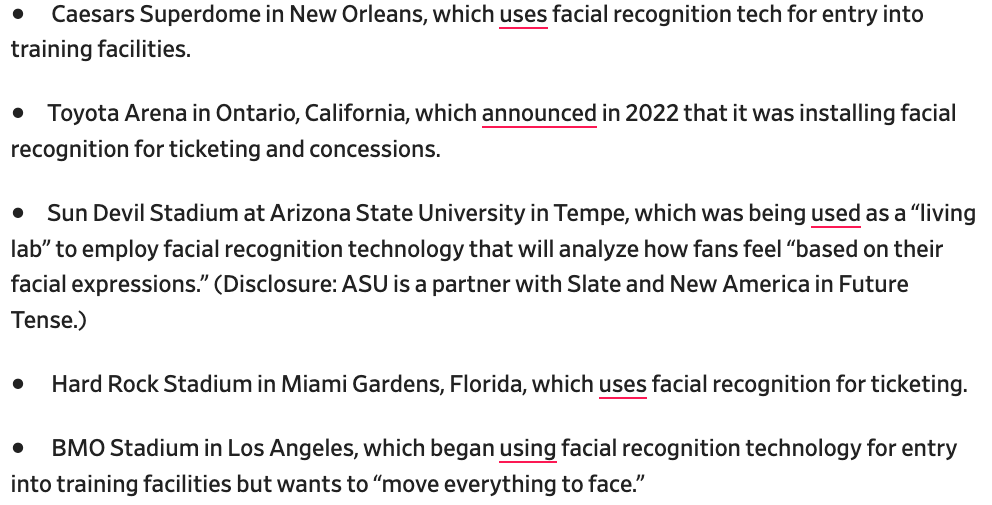 ● Caesars Superdome in New Orleans, which uses facial recognition tech for entry into
training facilities.
● Toyota Arena in Ontario, California, which announced in 2022 that it was installing facial
recognition for ticketing and concessions.
● Sun Devil Stadium at Arizona State University in Tempe, which was being used as a “living
lab” to employ facial recognition technology that will analyze how fans feel “based on their
facial expressions.” (Disclosure: ASU is a partner with Slate and New America in Future
Tense.)
● Hard Rock Stadium in Miami Gardens, Florida, which uses facial recognition for ticketing.
● BMO Stadium in Los Angeles, which began using facial recognition technology for entry
into training facilities but wants to “move everything to face.”